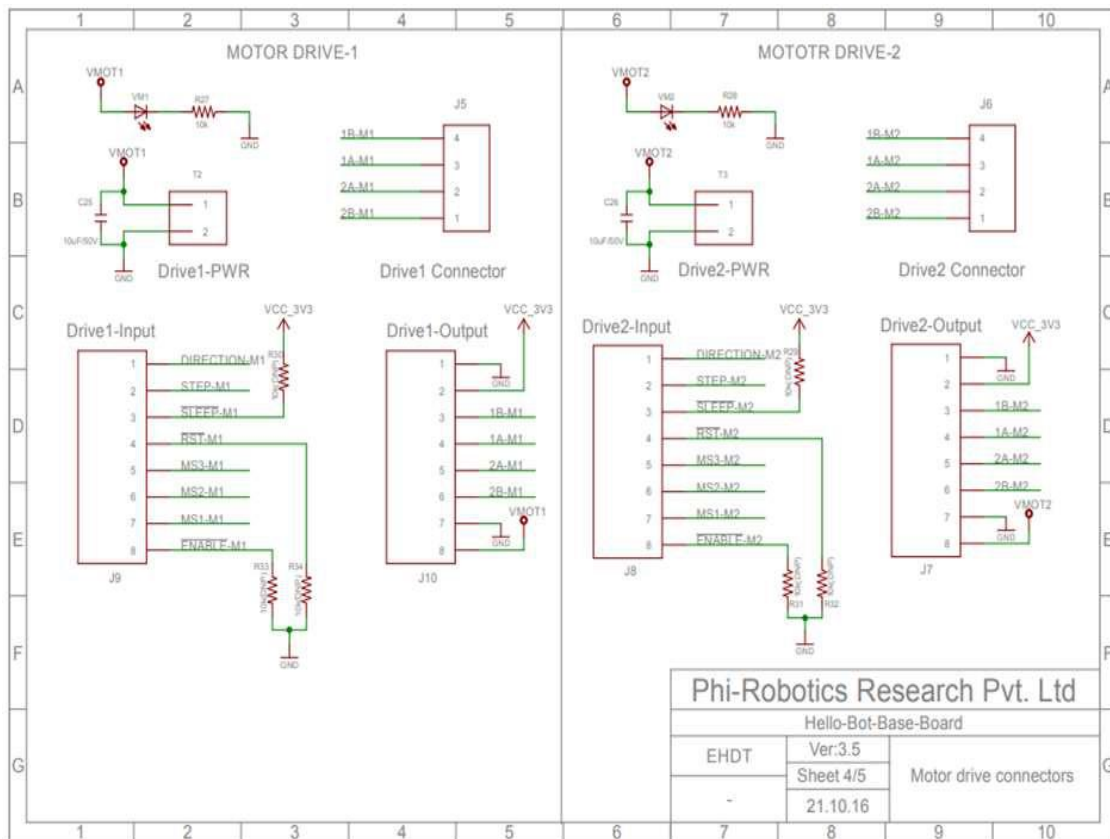 1 2 3 4 5 6 7 8 9 10
A A
B B
C C
D D
E E
F F
G G
MOTOR DRIVE-1
VMOT1
VM1
R27
10k
GND
VMOT1
T2
C25
1
2
10uF/50V
GND
Drive1-PWR
J5
1B-M1 4
1A-M1 3
2A-M1 2
2B-M1 1
Drive1 Connector
Drive1-Input
VCC_3V3
R30
1 DIRECTION-M1
2 STEP-M1
3 SLEEP-M1
4 RST-M1
5 MS3-M1
6 MS2-M1
7 MS1-M1
8 ENABLE-M1
J9
R33
R34
GND
Drive1-Output
VCC_3V3
1 GND
2
3 1B-M1
4 1A-M1
5 2A-M1
6 2B-M1
7 GND
VMOT1
8
J10
MOTOTR DRIVE-2
VMOT2
VM2
R28
10k
GND
VMOT2
T3
C26
1
2
10uF/50V
GND
Drive2-PWR
J6
1B-M2 4
1A-M2 3
2A-M2 2
2B-M2 1
Drive2 Connector
Drive2-Input
VCC_3V3
R29
1 DIRECTION-M2
2 STEP-M2
3 SLEEP-M2
4 RST-M2
5 MS3-M2
6 MS2-M2
7 MS1-M2
8 ENABLE-M2
J8
R31
R32
GND
Drive2-Output
VCC_3V3
1 GND
2
3 1B-M2
4 1A-M2
5 2A-M2
6 2B-M2
7 GND
VMOT2
8
J7
Phi-Robotics Research Pvt. Ltd
Hello-Bot-Base-Board
EHDT
Ver:3.5
Sheet 4/5
Motor drive connectors
-
21.10.16
1 2 3 4 5 6 7 8 9 10